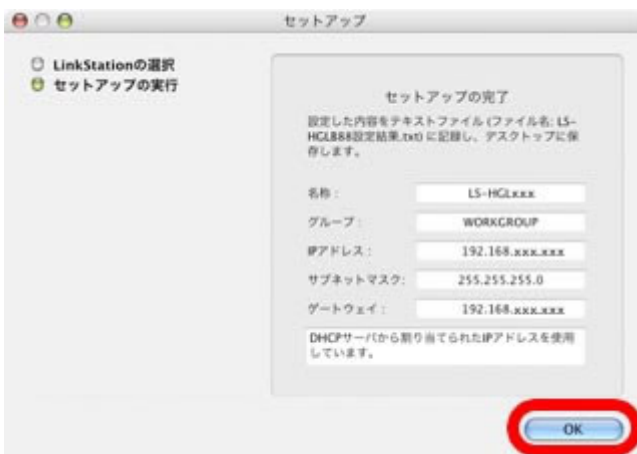 セットアップ
LinkStationの選択
セットアップの実行
セットアップの完了
設定した内容をテキストファイル (ファイル名: LS-
HGLB88設定結果.txt) に記録し、デスクトップに保
存します。
名称 : LS-HGLxxx
グループ : WORKGROUP
IPアドレス : 192.168.xxx.xxx
サブネットマスク: 255.255.255.0
ゲートウェイ : 192.168.xxx.xxx
DHCPサーバから割り当てられたIPアドレスを使用
しています。
OK